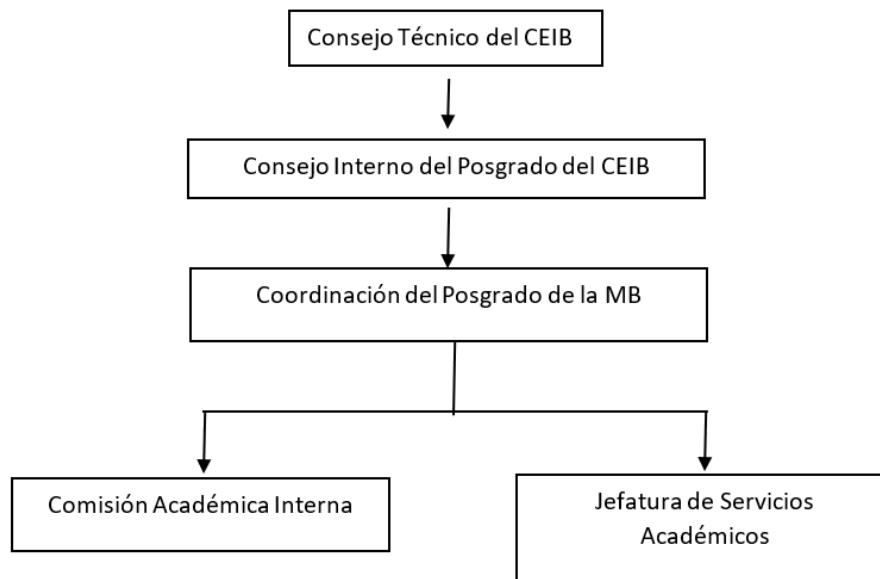 Consejo Técnico del CEIB
Consejo Interno del Posgrado del CEIB
Coordinación del Posgrado de la MB
Comisión Académica Interna
Jefatura de Servicios
Académicos